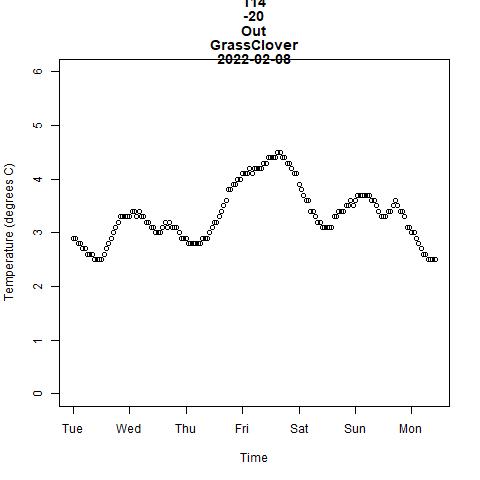 114
-20
Out
GrassClover
2022-02-08
6
5
4
3
2
1
0
Temperature (degrees C)
Tue Wed Thu Fri Sat Sun Mon
Time